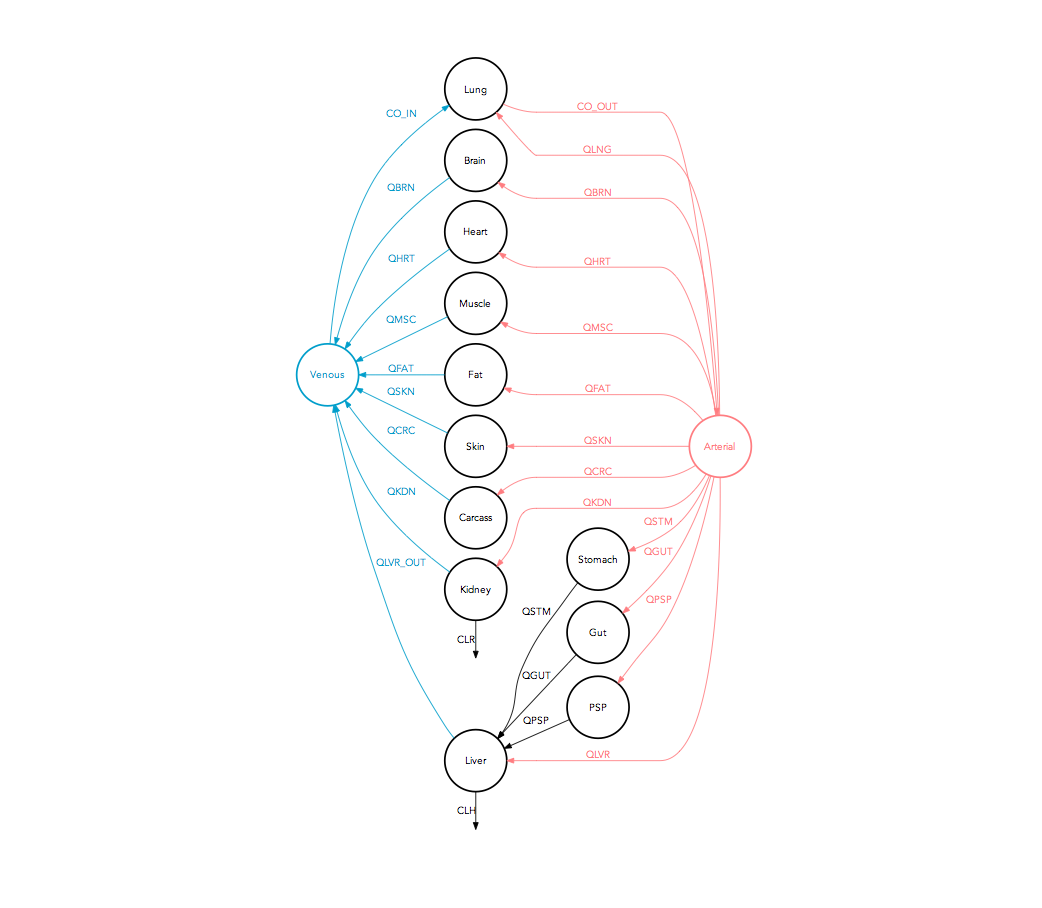 Lung
CO_IN
CO_OUT
QLNG
Brain
QBRN
QBRN
Heart
QHRT
QHRT
Muscle
QMSC
QMSC
Venous
QFAT
Fat
QFAT
QSKN
QCRC
Skin
QSKN
Arterial
QCRC
QKDN
Carcass
QKDN
QSTM
QGUT
Stomach
QLVR_OUT
Kidney
QPSP
QSTM
Gut
CLR
QGUT
PSP
QPSP
Liver
QLVR
CLH